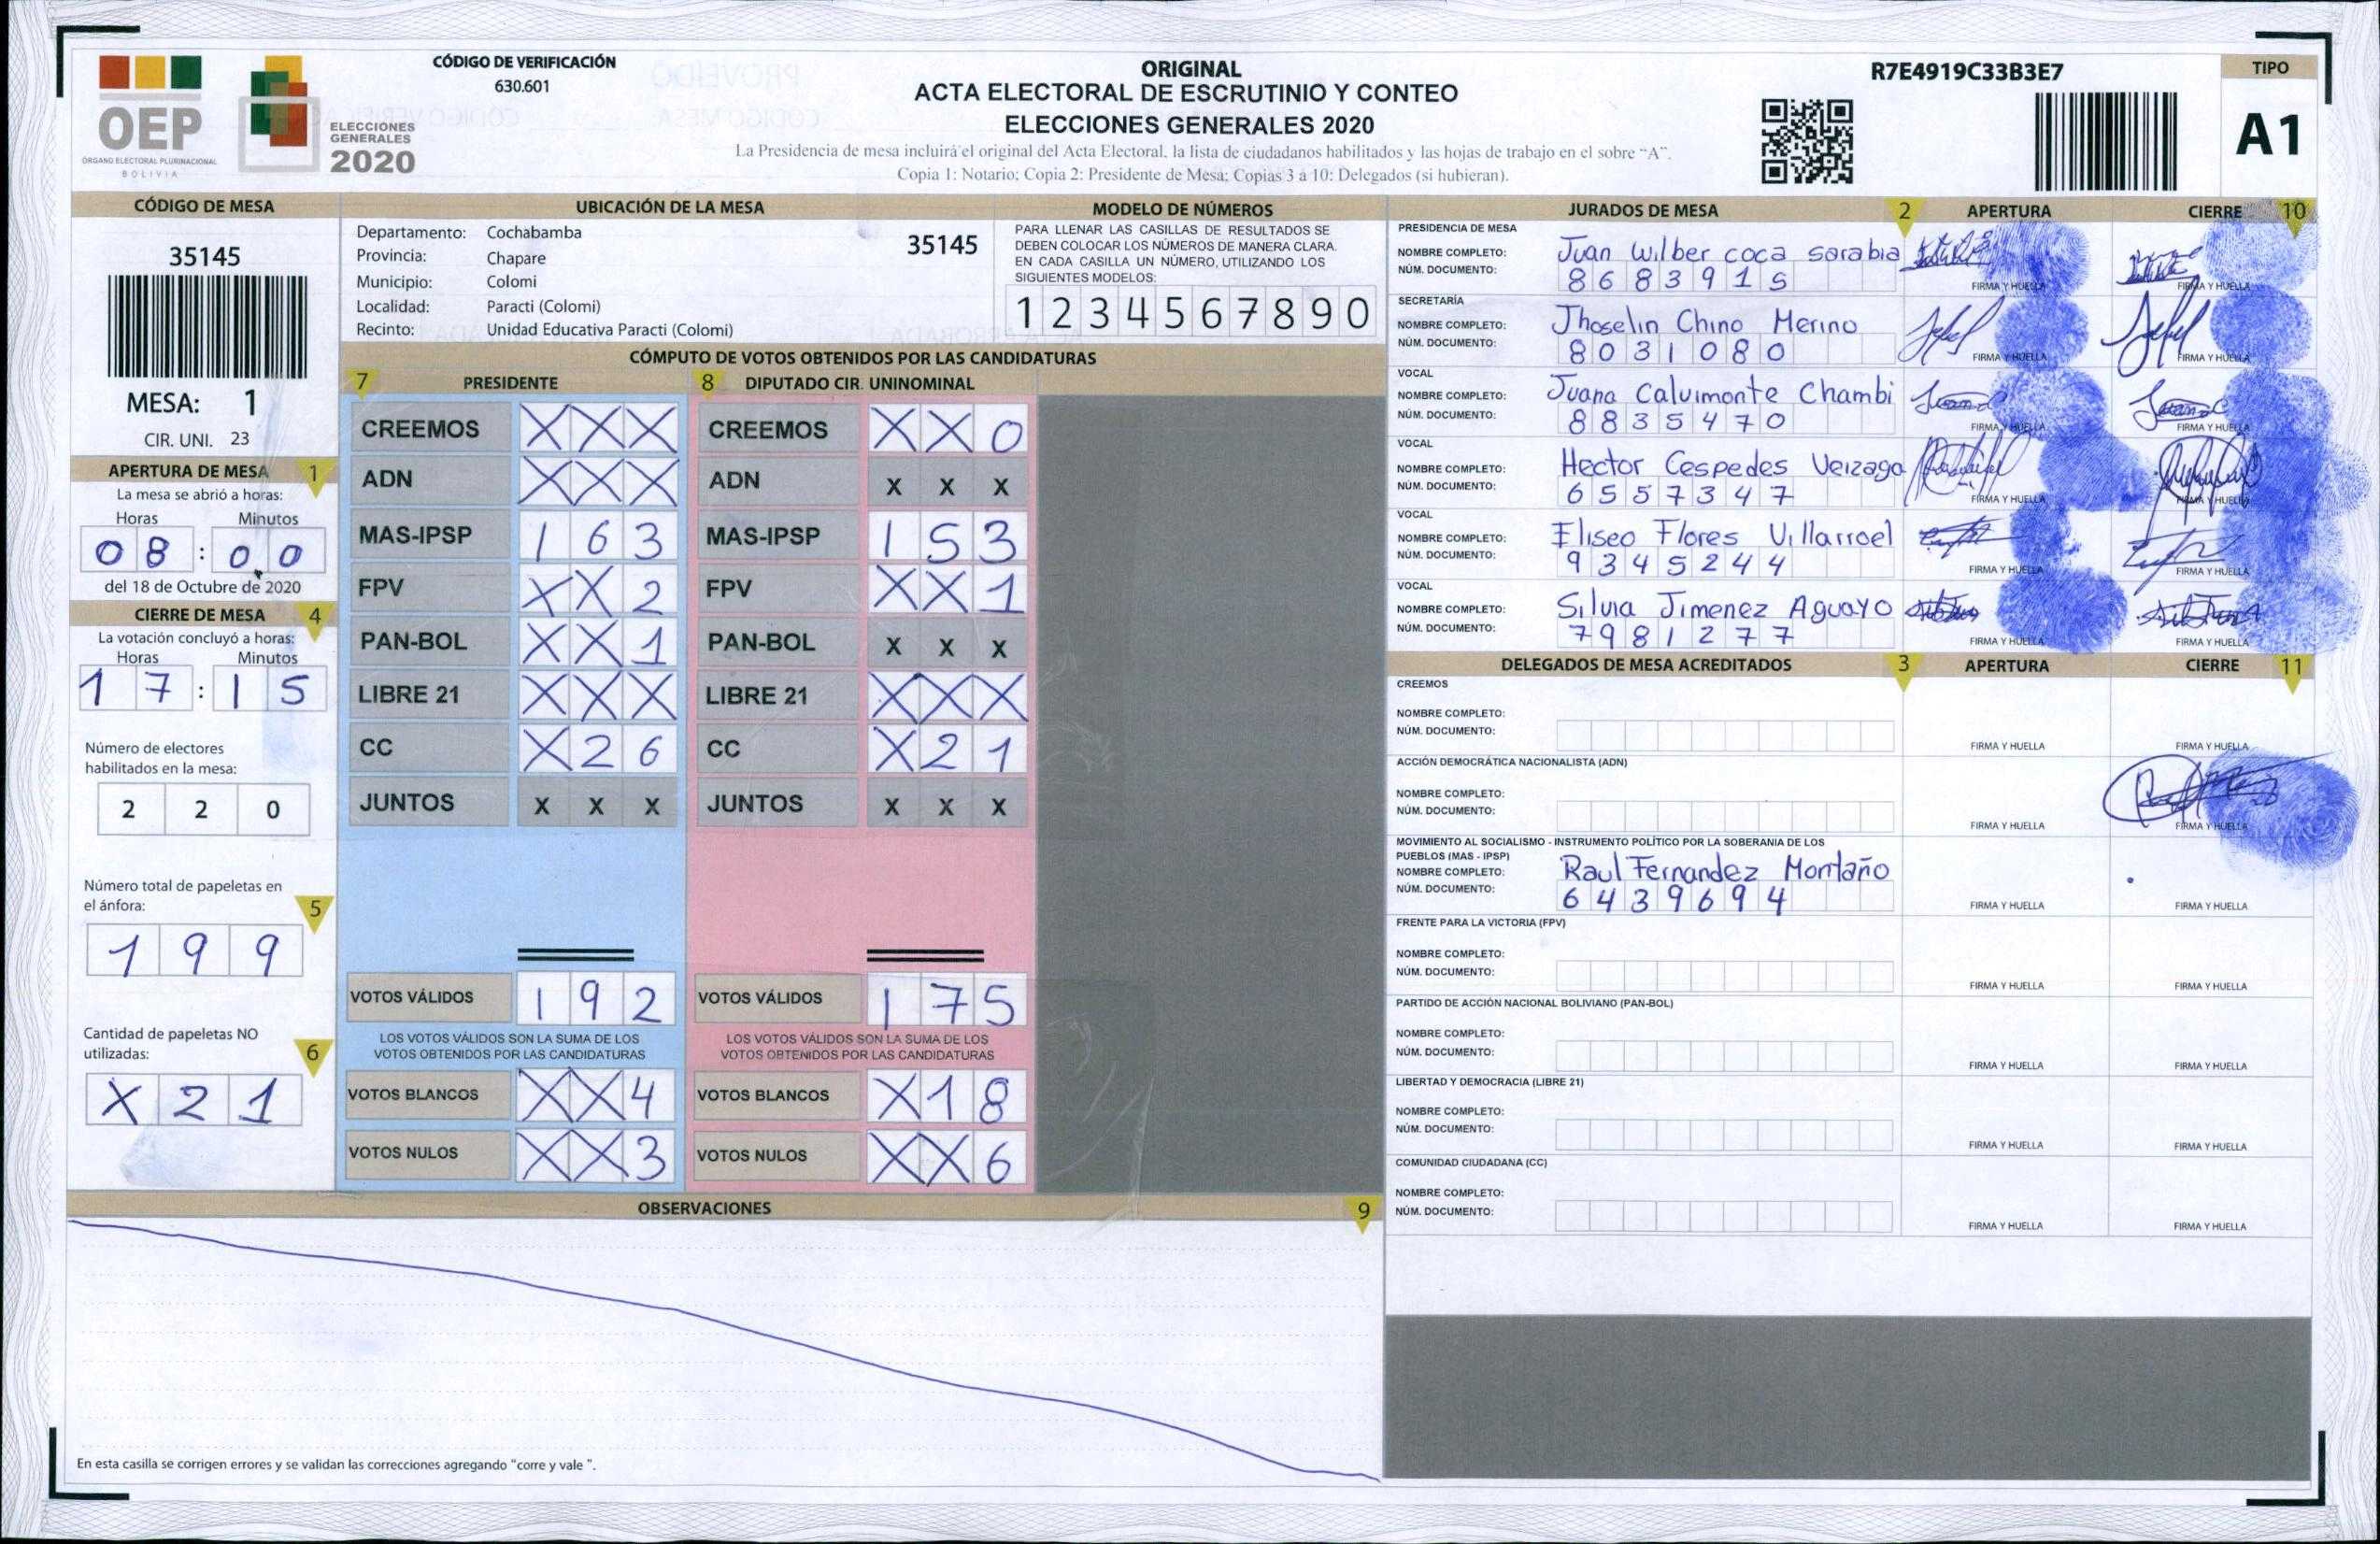 CÓDIGO DE VERIFICACIÓN
630.601
OEP
ÓRGANO ELECTORAL PLURINACIONAL
BOLIVIA
ELECCIONES
GENERALES
2020
ORIGINAL
ACTA ELECTORAL DE ESCRUTINIO Y CONTEO
ELECCIONES GENERALES 2020
La Presidencia de mesa incluirá el original del Acta Electoral, la lista de ciudadanos habilitados y las hojas de trabajo en el sobre "A".
Copia 1: Notario; Copia 2: Presidente de Mesa; Copias 3 a 10: Delegados (si hubieran).
R7E4919C33B3E7
TIPO
A1
CÓDIGO DE MESA
35145
MESA: 1
CIR. UNI. 23
APERTURA DE MESA 1
La mesa se abrió a horas:
Horas Minutos
08 : 00
del 18 de Octubre de 2020
CIERRE DE MESA 4
La votación concluyó a horas:
Horas Minutos
17 : 15
Número de electores
habilitados en la mesa:
2 2 0
Número total de papeletas en
el ánfora: 5
1 9 9
Cantidad de papeletas NO
utilizadas: 6
X 2 1
UBICACIÓN DE LA MESA
Departamento: Cochabamba
Provincia: Chapare
Municipio: Colomi
Localidad: Paracti (Colomi)
Recinto: Unidad Educativa Paracti (Colomi)
35145
MODELO DE NÚMEROS
PARA LLENAR LAS CASILLAS DE RESULTADOS SE
DEBEN COLOCAR LOS NÚMEROS DE MANERA CLARA.
EN CADA CASILLA UN NÚMERO, UTILIZANDO LOS
SIGUIENTES MODELOS:
1 2 3 4 5 6 7 8 9 0
CÓMPUTO DE VOTOS OBTENIDOS POR LAS CANDIDATURAS
7 PRESIDENTE
CREEMOS X X X
ADN X X X
MAS-IPSP 1 6 3
FPV X X 2
PAN-BOL X X 1
LIBRE 21 X X X
CC X 2 6
JUNTOS X X X
VOTOS VÁLIDOS 1 9 2
LOS VOTOS VÁLIDOS SON LA SUMA DE LOS
VOTOS OBTENIDOS POR LAS CANDIDATURAS
VOTOS BLANCOS X X 4
VOTOS NULOS X X 3
8 DIPUTADO CIR. UNINOMINAL
CREEMOS X X 0
ADN X X X
MAS-IPSP 1 5 3
FPV X X 1
PAN-BOL X X X
LIBRE 21 X X X
CC X 2 1
JUNTOS X X X
VOTOS VÁLIDOS 1 7 5
LOS VOTOS VÁLIDOS SON LA SUMA DE LOS
VOTOS OBTENIDOS POR LAS CANDIDATURAS
VOTOS BLANCOS X 1 8
VOTOS NULOS X X 6
OBSERVACIONES 9
En esta casilla se corrigen errores y se validan las correcciones agregando "corre y vale ".
JURADOS DE MESA 2 APERTURA CIERRE 10
PRESIDENCIA DE MESA
NOMBRE COMPLETO: Juan Wilber coca sarabia
NÚM. DOCUMENTO: 8683915
FIRMA Y HUELLA FIRMA Y HUELLA
SECRETARÍA
NOMBRE COMPLETO: Jhoselin Chino Merino
NÚM. DOCUMENTO: 8031080
FIRMA Y HUELLA FIRMA Y HUELLA
VOCAL
NOMBRE COMPLETO: Juana Calvimonte Chambi
NÚM. DOCUMENTO: 8835470
FIRMA Y HUELLA FIRMA Y HUELLA
VOCAL
NOMBRE COMPLETO: Hector Cespedes Veizaga
NÚM. DOCUMENTO: 6557347
FIRMA Y HUELLA FIRMA Y HUELLA
VOCAL
NOMBRE COMPLETO: Eliseo Flores Villarroel
NÚM. DOCUMENTO: 9345244
FIRMA Y HUELLA FIRMA Y HUELLA
VOCAL
NOMBRE COMPLETO: Silvia Jimenez Aguayo
NÚM. DOCUMENTO: 7981277
FIRMA Y HUELLA FIRMA Y HUELLA
DELEGADOS DE MESA ACREDITADOS 3 APERTURA CIERRE 11
CREEMOS
NOMBRE COMPLETO:
NÚM. DOCUMENTO:
FIRMA Y HUELLA FIRMA Y HUELLA
ACCIÓN DEMOCRÁTICA NACIONALISTA (ADN)
NOMBRE COMPLETO:
NÚM. DOCUMENTO:
FIRMA Y HUELLA FIRMA Y HUELLA
MOVIMIENTO AL SOCIALISMO - INSTRUMENTO POLÍTICO POR LA SOBERANIA DE LOS
PUEBLOS (MAS - IPSP)
NOMBRE COMPLETO: Raul Fernandez Montaño
NÚM. DOCUMENTO: 6439694
FIRMA Y HUELLA FIRMA Y HUELLA
FRENTE PARA LA VICTORIA (FPV)
NOMBRE COMPLETO:
NÚM. DOCUMENTO:
FIRMA Y HUELLA FIRMA Y HUELLA
PARTIDO DE ACCIÓN NACIONAL BOLIVIANO (PAN-BOL)
NOMBRE COMPLETO:
NÚM. DOCUMENTO:
FIRMA Y HUELLA FIRMA Y HUELLA
LIBERTAD Y DEMOCRACIA (LIBRE 21)
NOMBRE COMPLETO:
NÚM. DOCUMENTO:
FIRMA Y HUELLA FIRMA Y HUELLA
COMUNIDAD CIUDADANA (CC)
NOMBRE COMPLETO:
NÚM. DOCUMENTO:
FIRMA Y HUELLA FIRMA Y HUELLA